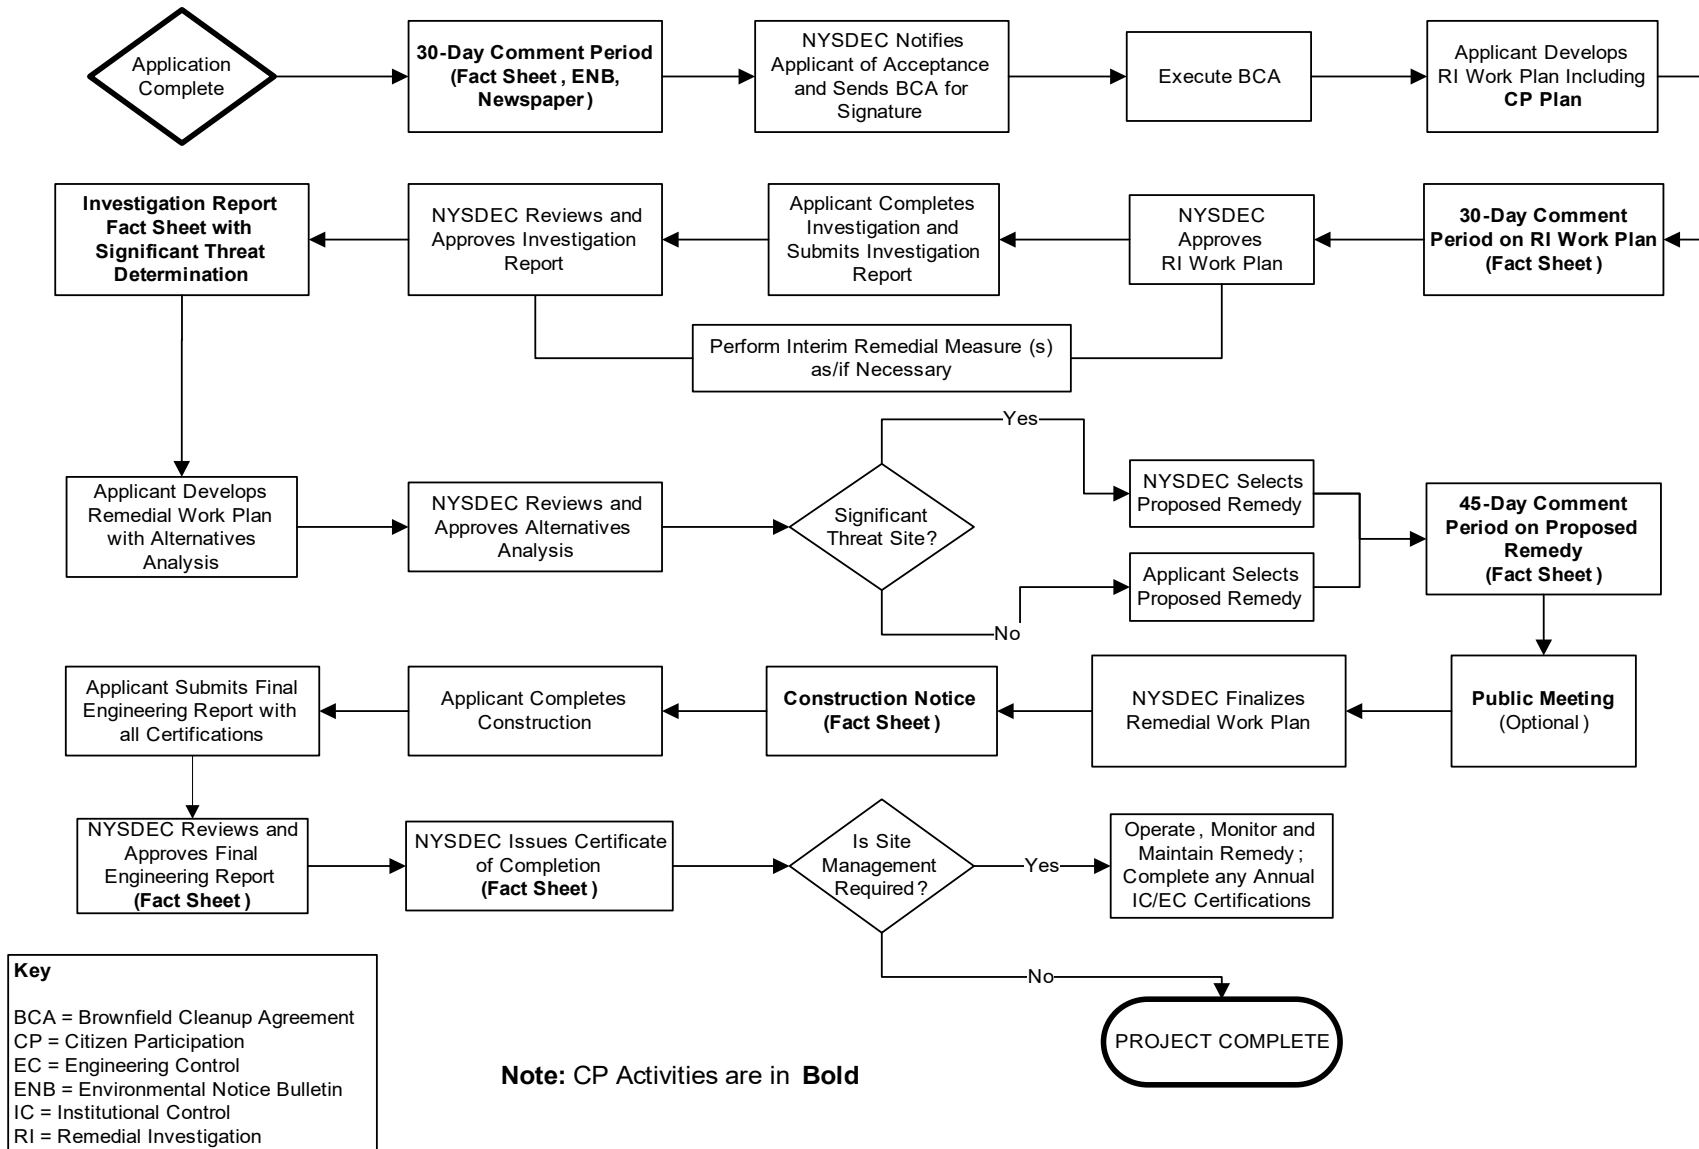 Application
Complete
30-Day Comment Period
(Fact Sheet , ENB,
Newspaper )
NYSDEC Notifies
Applicant of Acceptance
and Sends BCA for
Signature
Execute BCA
Applicant Develops
RI Work Plan Including
CP Plan
Investigation Report
Fact Sheet with
Significant Threat
Determination
NYSDEC Reviews and
Approves Investigation
Report
Applicant Completes
Investigation and
Submits Investigation
Report
NYSDEC
Approves
RI Work Plan
30-Day Comment
Period on RI Work Plan
(Fact Sheet )
Perform Interim Remedial Measure (s)
as/if Necessary
Applicant Develops
Remedial Work Plan
with Alternatives
Analysis
NYSDEC Reviews and
Approves Alternatives
Analysis
Significant
Threat Site?
Yes
No
NYSDEC Selects
Proposed Remedy
Applicant Selects
Proposed Remedy
45-Day Comment
Period on Proposed
Remedy
(Fact Sheet )
Applicant Submits Final
Engineering Report with
all Certifications
Applicant Completes
Construction
Construction Notice
(Fact Sheet )
NYSDEC Finalizes
Remedial Work Plan
Public Meeting
(Optional )
NYSDEC Reviews and
Approves Final
Engineering Report
(Fact Sheet )
NYSDEC Issues Certificate
of Completion
(Fact Sheet )
Is Site
Management
Required?
Yes
Operate , Monitor and
Maintain Remedy ;
Complete any Annual
IC/EC Certifications
No
PROJECT COMPLETE
Key
BCA = Brownfield Cleanup Agreement
CP = Citizen Participation
EC = Engineering Control
ENB = Environmental Notice Bulletin
IC = Institutional Control
RI = Remedial Investigation
Note: CP Activities are in Bold